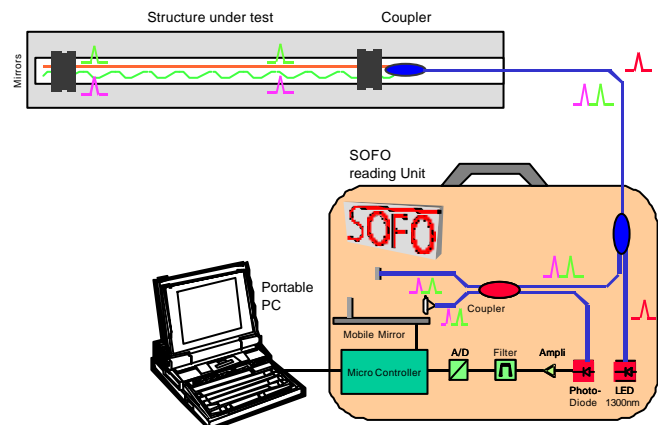 Structure under test
Coupler
Mirrors
SOFO
reading Unit
SOFO
Portable
PC
Coupler
Mobile Mirror
Micro Controller
A/D
Filter
Ampli
Photo-
Diode
LED
1300nm